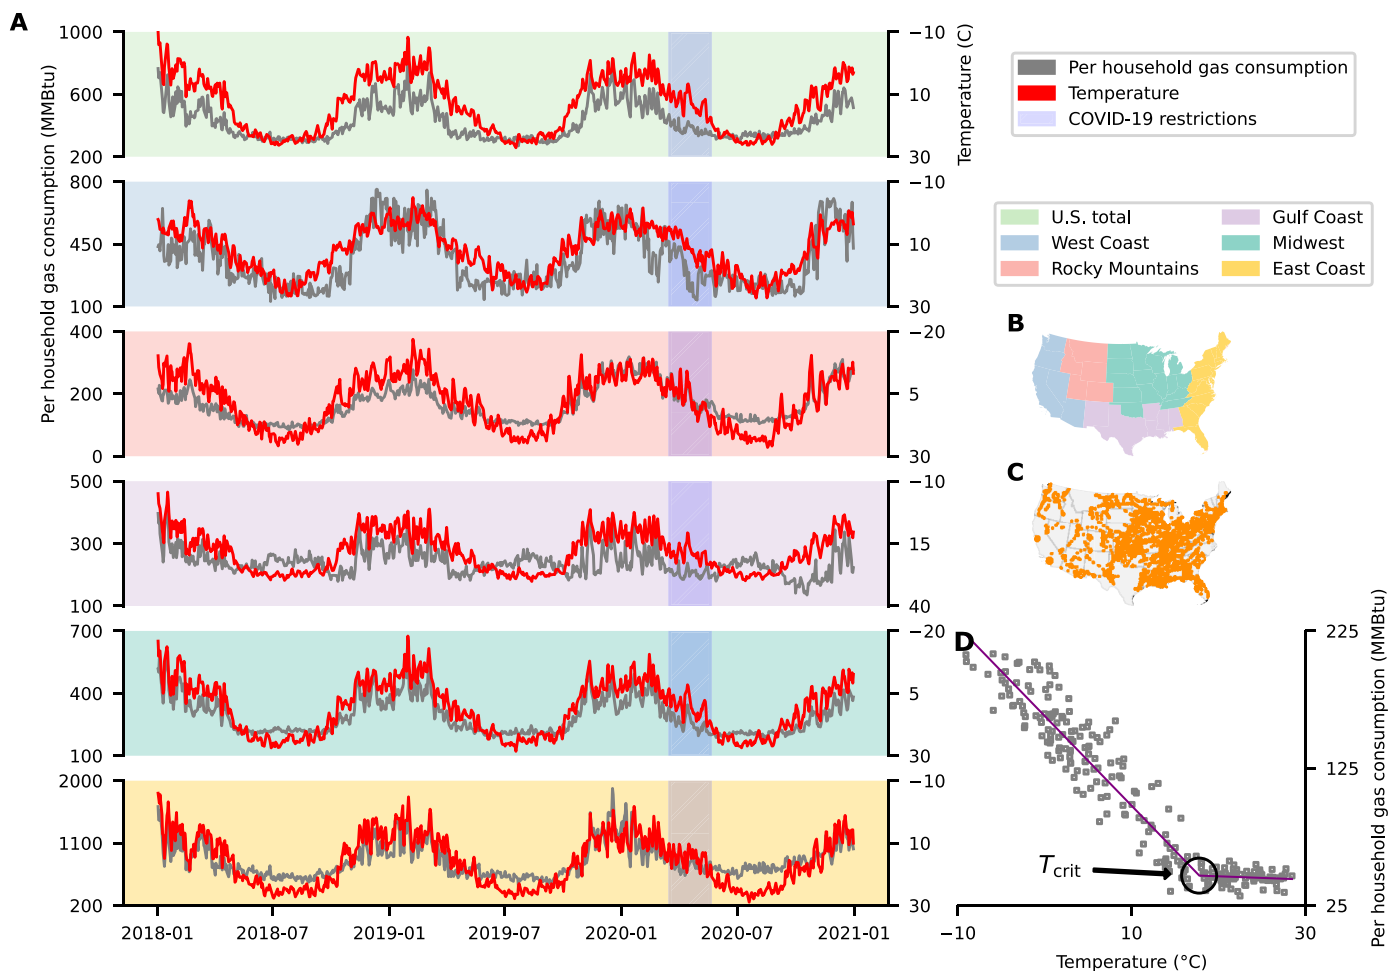 A
Per household gas consumption (MMBtu)
Temperature (C)
1000
600
200
−10
10
30
800
450
100
−10
10
30
400
200
0
−20
5
30
500
300
100
−10
15
40
700
400
100
−20
5
30
2000
1100
200
−10
10
30
2018-01 2018-07 2019-01 2019-07 2020-01 2020-07 2021-01
Per household gas consumption
Temperature
COVID-19 restrictions
U.S. total
West Coast
Rocky Mountains
Gulf Coast
Midwest
East Coast
B
C
D
T crit
225
125
25
−10 10 30
Temperature (°C)
Per household gas consumption (MMBtu)